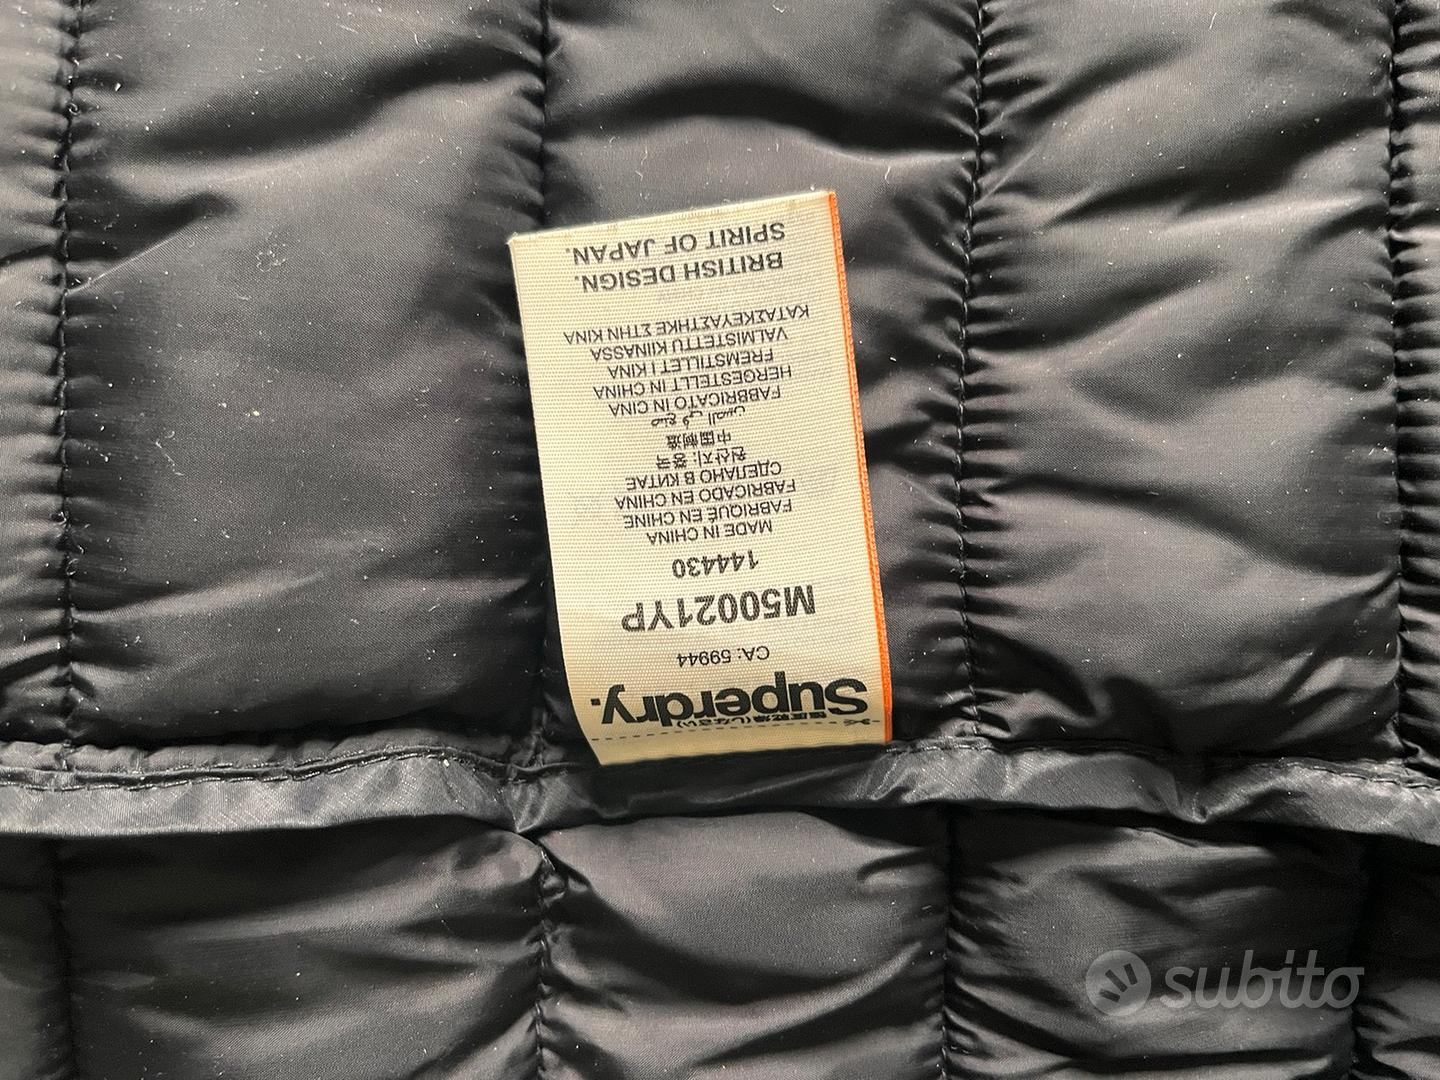 Superdry.
CA: 59944
M50021YP
144430
MADE IN CHINA
FABRIQUÉ EN CHINE
FABRICADO EN CHINA
СДЕЛАНО В КИТАЕ
원산지: 중국
中国制造
صنع في الصين
FABBRICATO IN CINA
HERGESTELLT IN CHINA
FREMSTILLET I KINA
VALMISTETTU KIINASSA
ΚΑΤΑΣΚΕΥΑΣΤΗΚΕ ΣΤΗΝ ΚΙΝΑ
BRITISH DESIGN.
SPIRIT OF JAPAN.
subito